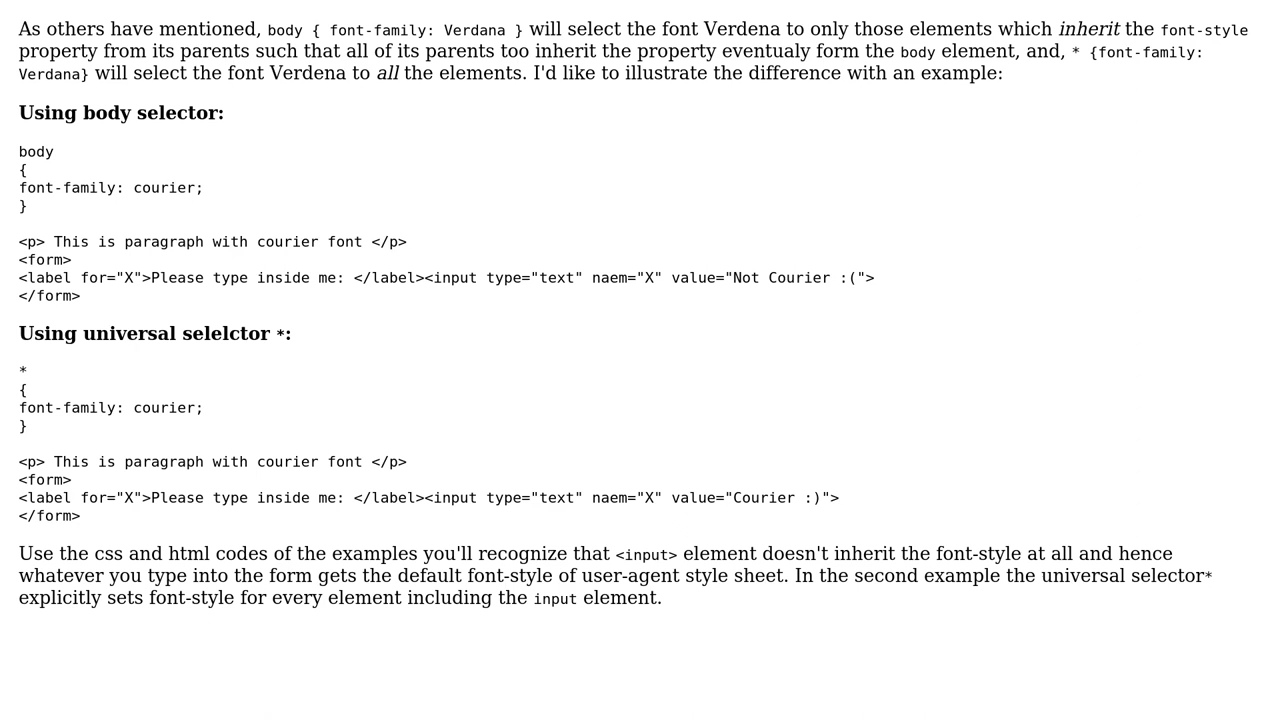 As others have mentioned, body { font-family: Verdana } will select the font Verdena to only those elements which inherit the font-style
property from its parents such that all of its parents too inherit the property eventualy form the body element, and, * {font-family:
Verdana} will select the font Verdena to all the elements. I'd like to illustrate the difference with an example:
Using body selector:
body
{
font-family: courier;
}
<p> This is paragraph with courier font </p>
<form>
<label for="X">Please type inside me: </label><input type="text" naem="X" value="Not Courier :(">
</form>
Using universal selelctor *:
*
{
font-family: courier;
}
<p> This is paragraph with courier font </p>
<form>
<label for="X">Please type inside me: </label><input type="text" naem="X" value="Courier :)">
</form>
Use the css and html codes of the examples you'll recognize that <input> element doesn't inherit the font-style at all and hence
whatever you type into the form gets the default font-style of user-agent style sheet. In the second example the universal selector*
explicitly sets font-style for every element including the input element.